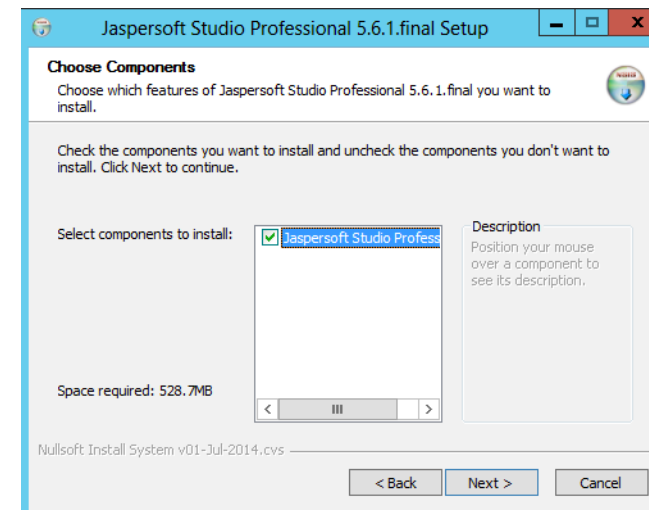 Jaspersoft Studio Professional 5.6.1.final Setup
Choose Components
Choose which features of Jaspersoft Studio Professional 5.6.1.final you want to
install.
Check the components you want to install and uncheck the components you don't want to
install. Click Next to continue.
Select components to install:
Jaspersoft Studio Profess
Description
Position your mouse
over a component to
see its description.
Space required: 528.7MB
Nullsoft Install System v01-Jul-2014.cvs
< Back
Next >
Cancel